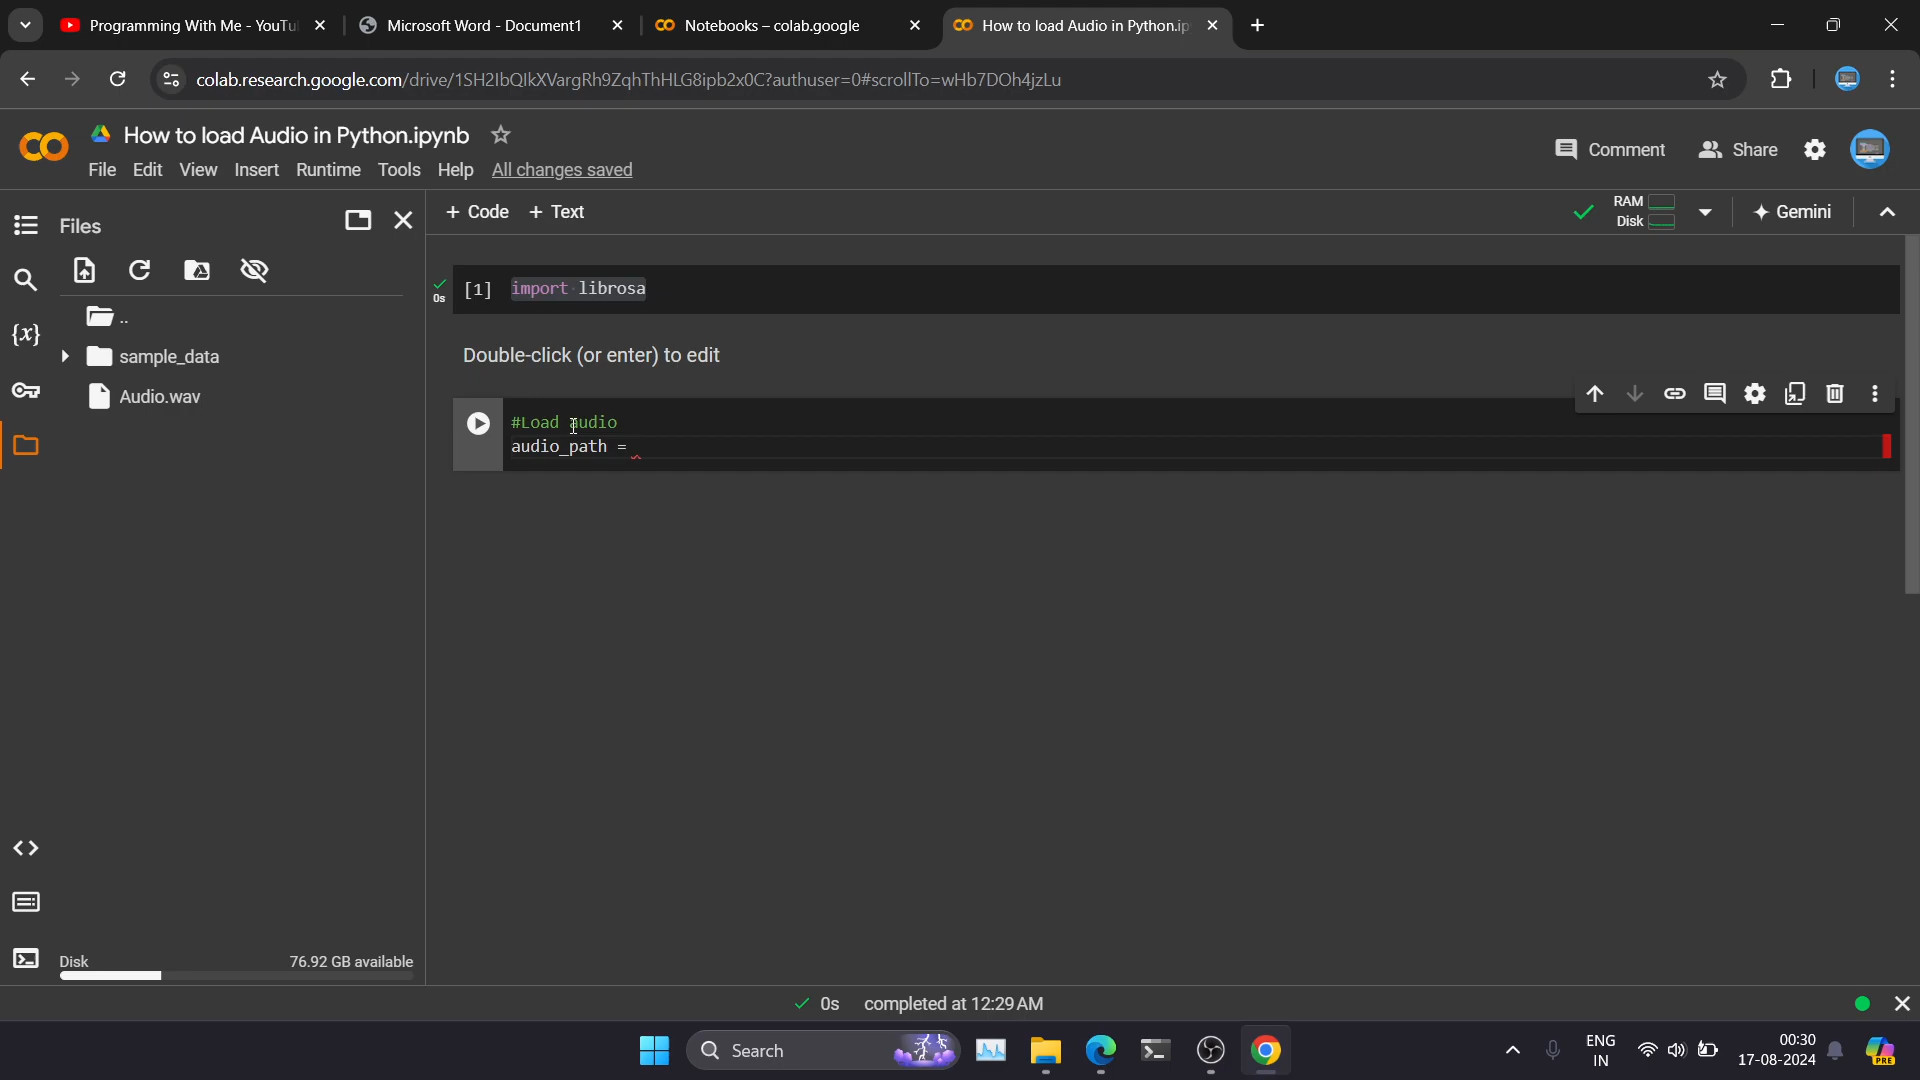 Programming With Me - YouTu
Microsoft Word - Document1
Notebooks – colab.google
How to load Audio in Python.ip
colab.research.google.com/drive/1SH2IbQIkXVargRh9ZqhThHLG8ipb2x0C?authuser=0#scrollTo=wHb7DOh4jzLu
How to load Audio in Python.ipynb
File Edit View Insert Runtime Tools Help All changes saved
Comment
Share
Files
+ Code + Text
RAM
Disk
Gemini
..
sample_data
Audio.wav
{x}
0s
[1] import librosa
Double-click (or enter) to edit
#Load audio
audio_path =
Disk
76.92 GB available
0s completed at 12:29 AM
Search
ENG
IN
00:30
17-08-2024
PRE